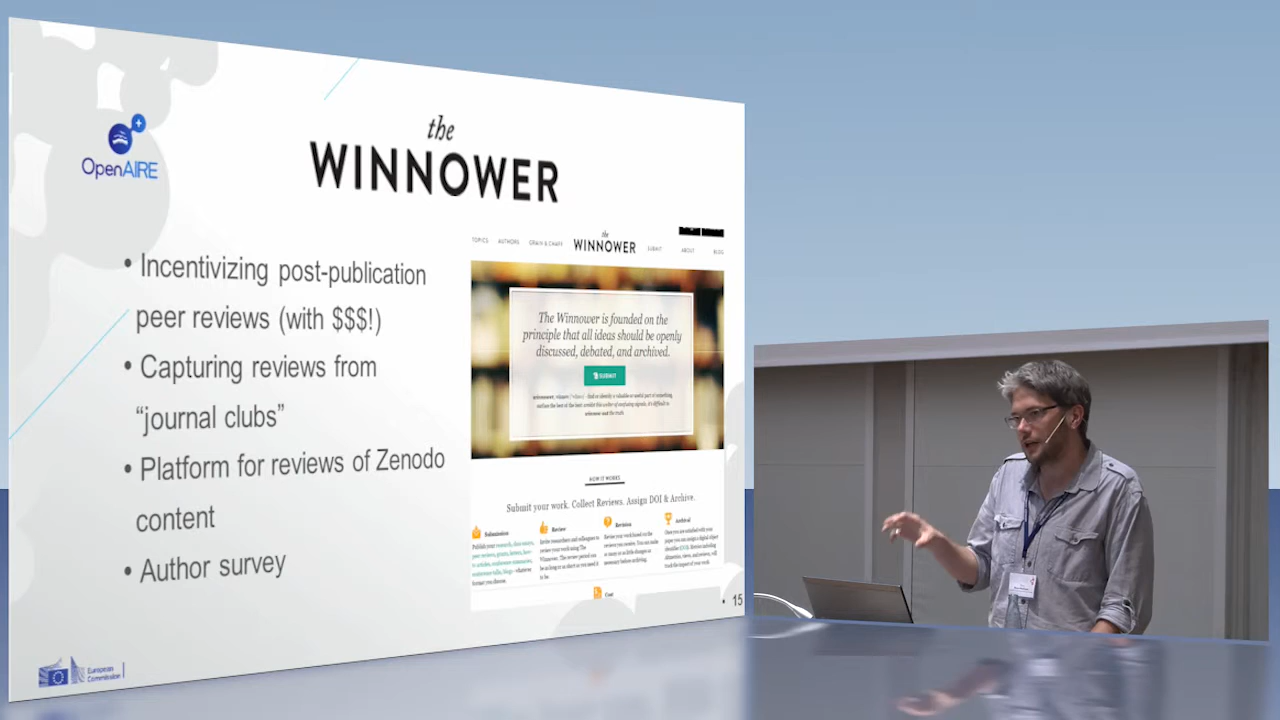 OpenAIRE
the
WINNOWER
• Incentivizing post-publication
peer reviews (with $$$!)
• Capturing reviews from
“journal clubs”
• Platform for reviews of Zenodo
content
• Author survey
TOPICS AUTHORS GRAIN & CHAFF the WINNOWER SUBMIT ABOUT BLOG
The Winnower is founded on the
principle that all ideas should be openly
discussed, debated, and archived.
SUBMIT
HOW IT WORKS
Submit your work. Collect Reviews. Assign DOI & Archive.
Submission
Review
Revision
Archival
Cost
• 15
European
Commission